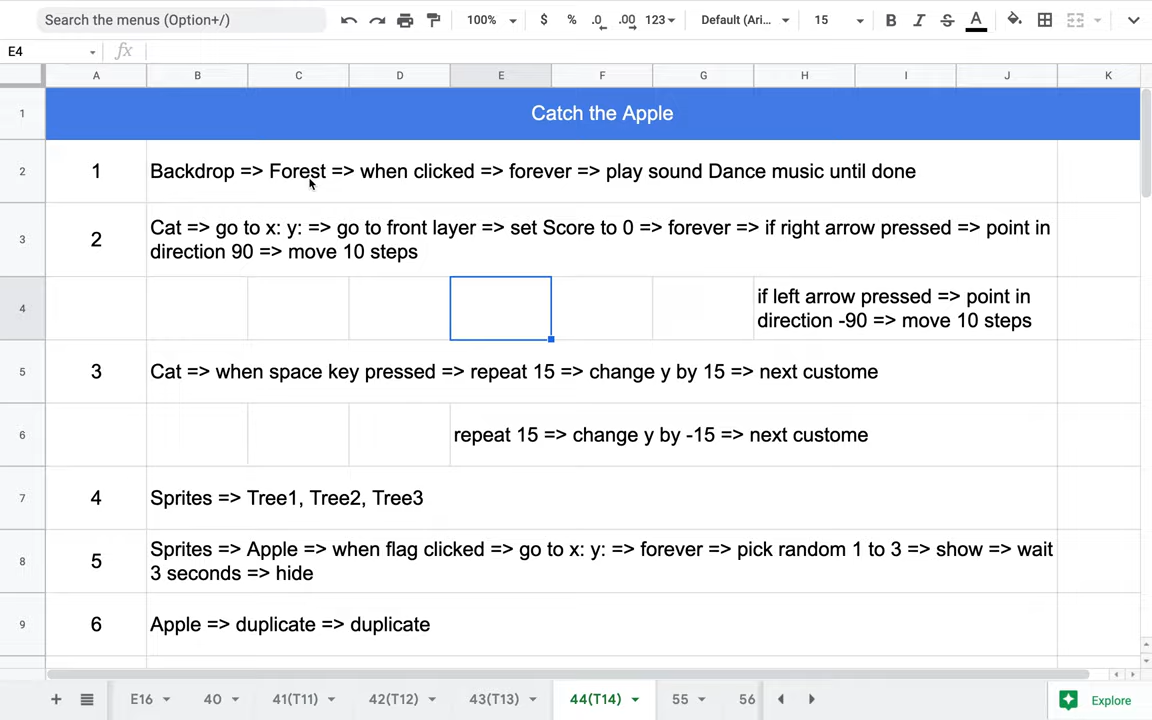 Search the menus (Option+/)
100%
$ % .0 .00 123
Default (Ari...
15
B I S A
E4
fx
A B C D E F G H I J K
1 Catch the Apple
2 1 Backdrop => Forest => when clicked => forever => play sound Dance music until done
3 2 Cat => go to x: y: => go to front layer => set Score to 0 => forever => if right arrow pressed => point in
direction 90 => move 10 steps
4 if left arrow pressed => point in
direction -90 => move 10 steps
5 3 Cat => when space key pressed => repeat 15 => change y by 15 => next custome
6 repeat 15 => change y by -15 => next custome
7 4 Sprites => Tree1, Tree2, Tree3
8 5 Sprites => Apple => when flag clicked => go to x: y: => forever => pick random 1 to 3 => show => wait
3 seconds => hide
9 6 Apple => duplicate => duplicate
E16 40 41(T11) 42(T12) 43(T13) 44(T14) 55 56
Explore